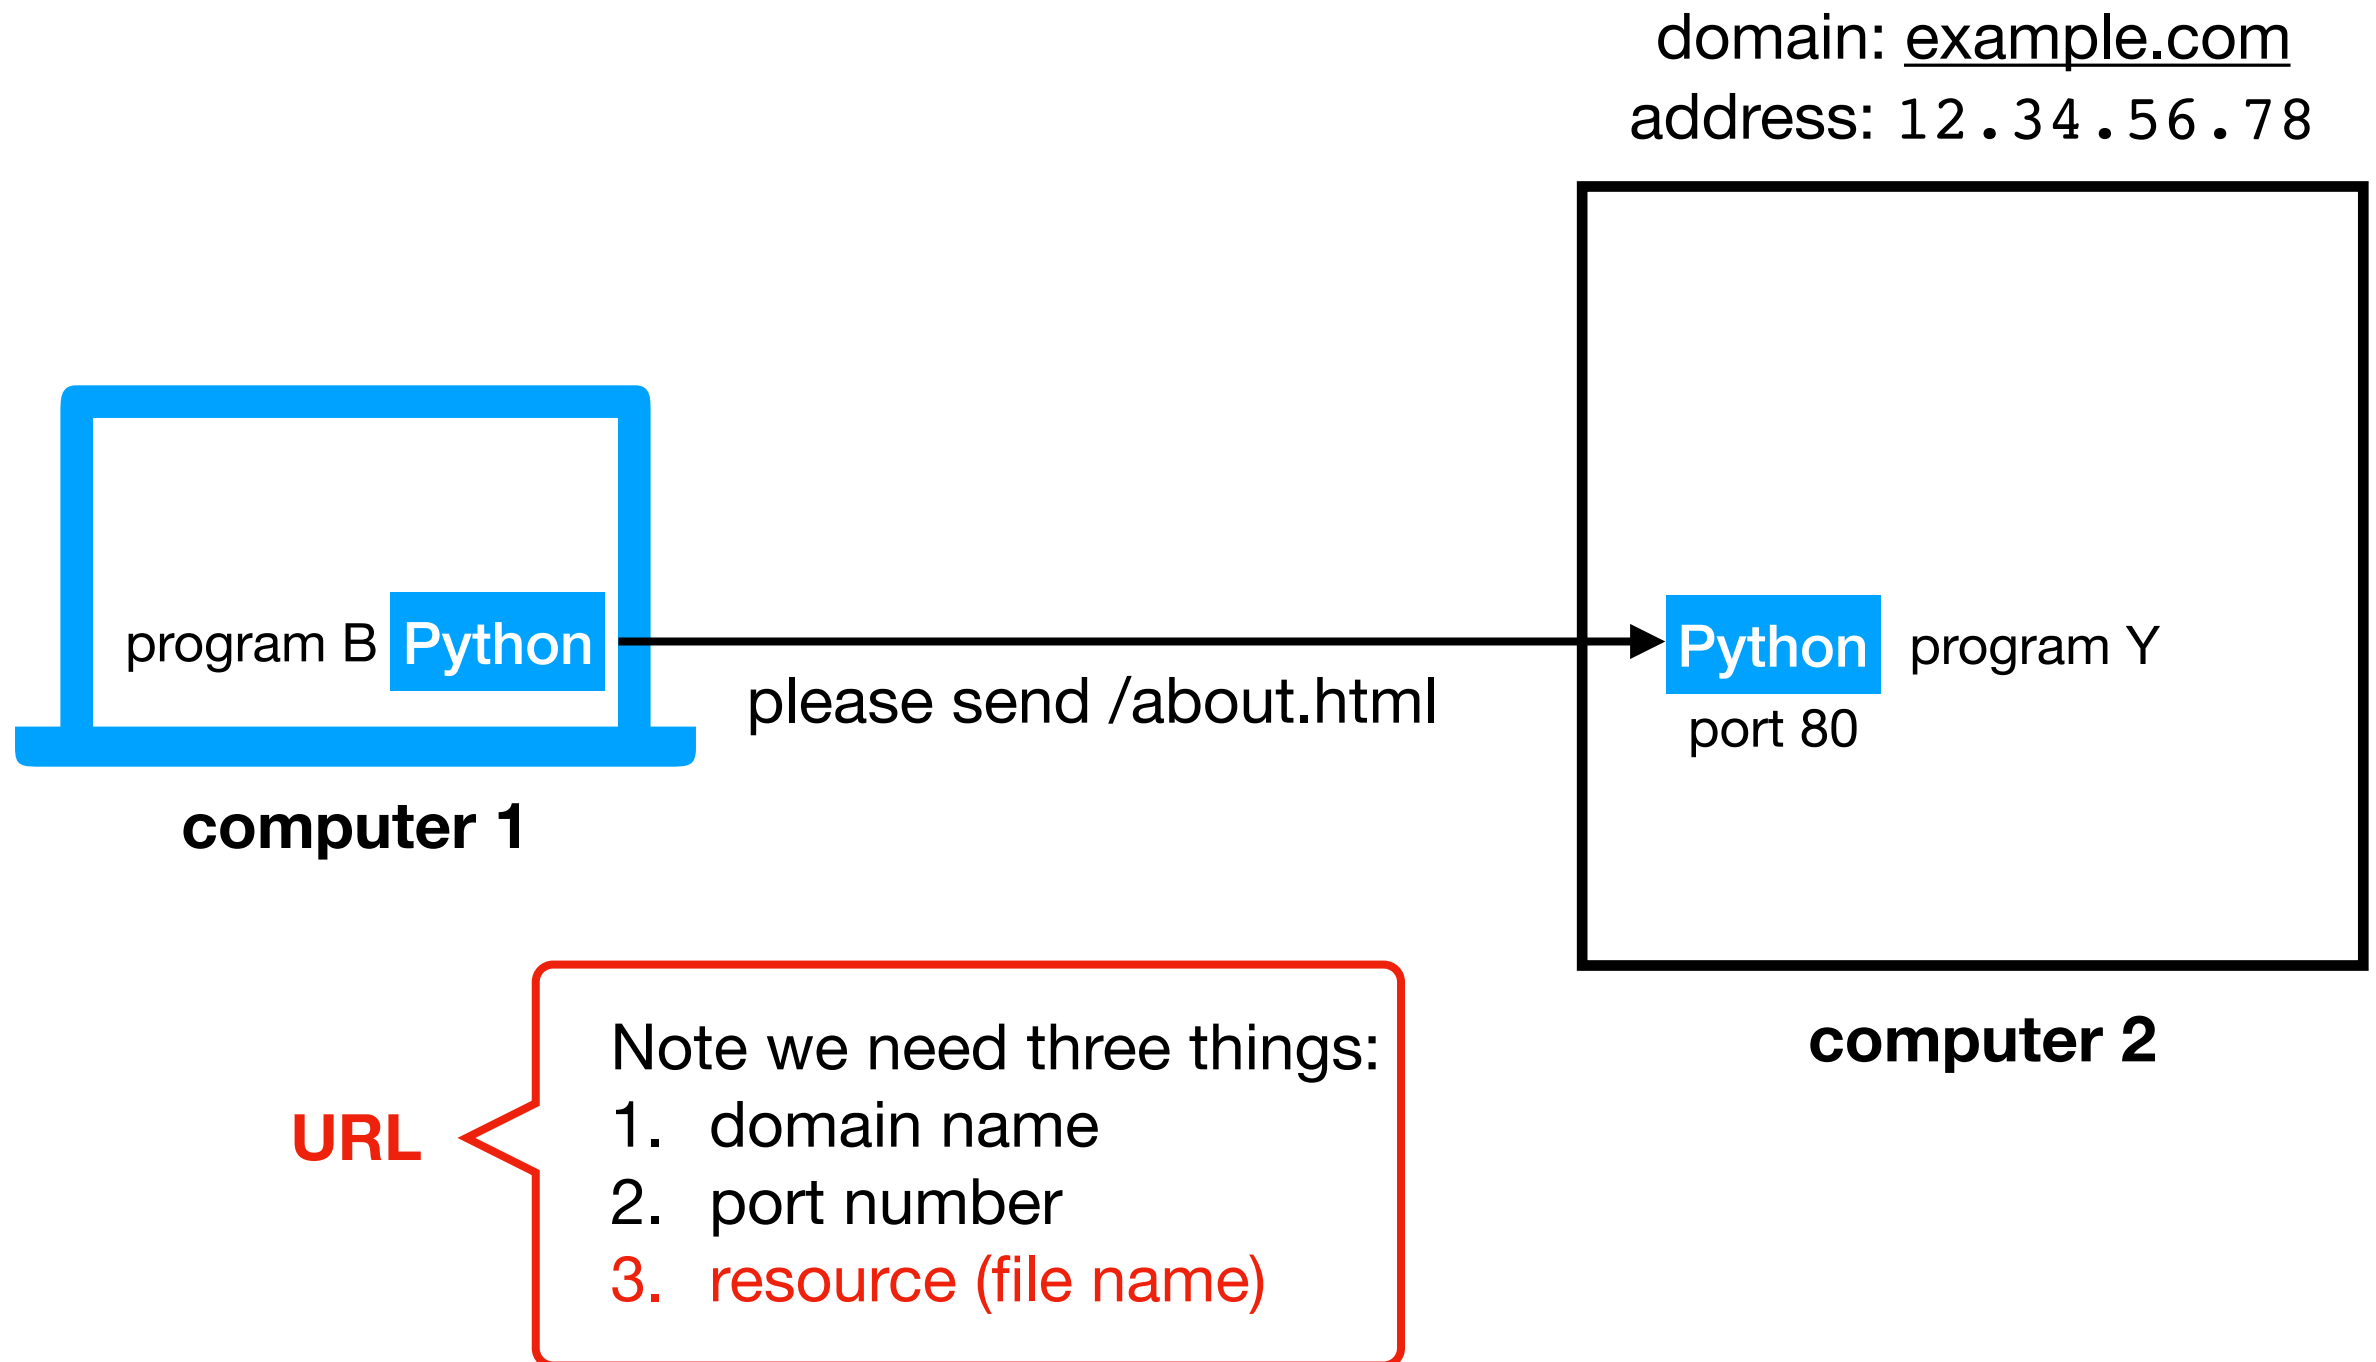 domain: example.com
address: 12.34.56.78
program B Python
please send /about.html
Python program Y
port 80
computer 1
computer 2
URL
Note we need three things:
1. domain name
2. port number
3. resource (file name)